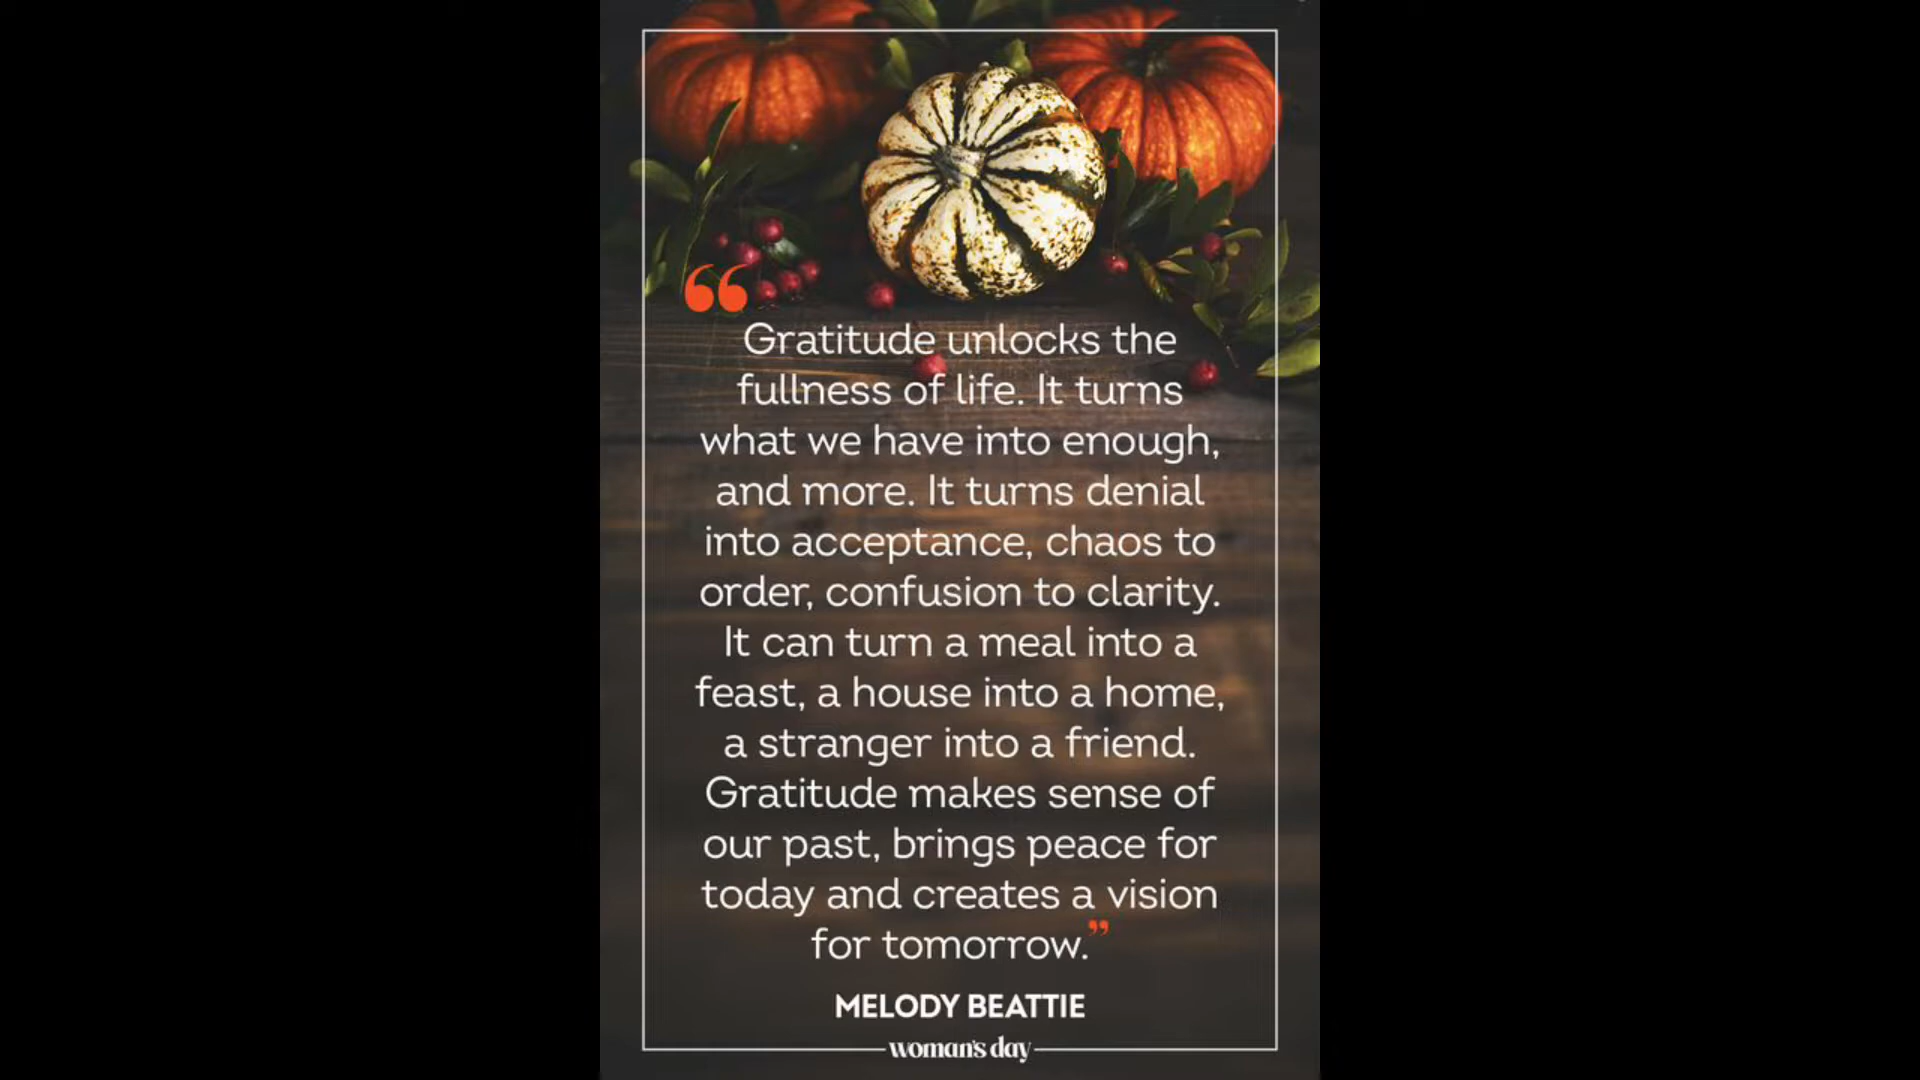 “
Gratitude unlocks the
fullness of life. It turns
what we have into enough,
and more. It turns denial
into acceptance, chaos to
order, confusion to clarity.
It can turn a meal into a
feast, a house into a home,
a stranger into a friend.
Gratitude makes sense of
our past, brings peace for
today and creates a vision
for tomorrow.”
MELODY BEATTIE
woman's day